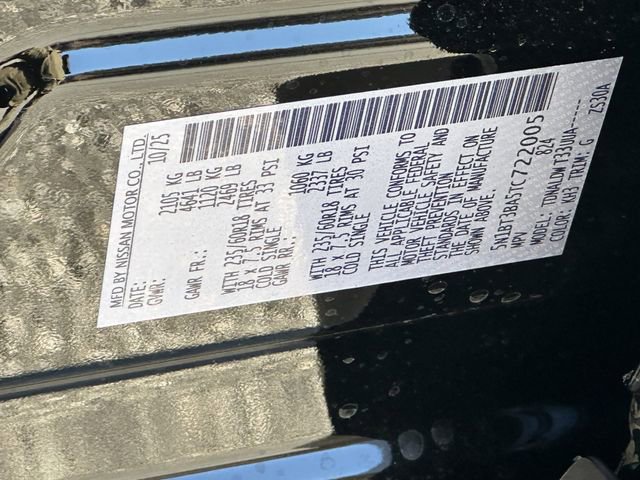 MFD BY NISSAN MOTOR CO., LTD.
DATE: 10/25
GVWR: 2105 KG
4641 LB
GAWR FR.: 1120 KG
2469 LB
WITH 235/60R18 TIRES
18 X 7.5 RIMS AT 33 PSI
COLD SINGLE
GAWR RR.: 1060 KG
2337 LB
WITH 235/60R18 TIRES
18 X 7.5 RIMS AT 30 PSI
COLD SINGLE
THIS VEHICLE CONFORMS TO
ALL APPLICABLE FEDERAL
MOTOR VEHICLE SAFETY AND
THEFT PREVENTION
STANDARDS IN EFFECT ON
THE DATE OF MANUFACTURE
SHOWN ABOVE.
5N1BT3BA5TC722005
MPV 824
MODEL: TDNALDW T33UUA-----
COLOR: KH3 TRIM: G ZS30A